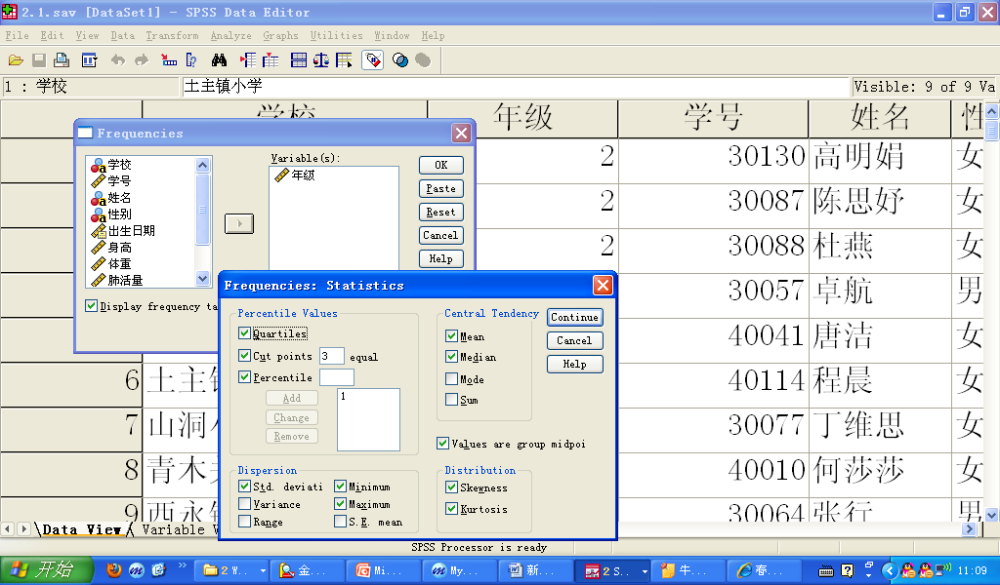 2.1.sav [DataSet1] - SPSS Data Editor
File Edit View Data Transform Analyze Graphs Utilities Window Help
1 : 学校 土主镇小学 Visible: 9 of 9 Va
学校 年级 学号 姓名 性
2 30130 高明娟 女
2 30087 陈思妤 女
2 30088 杜燕 女
30057 卓航 男
40041 唐洁 女
6 土主镇 40114 程晨 女
7 山洞小 30077 丁维思 女
8 青木关 40010 何莎莎 女
9 西永镇 30064 张行 男
Frequencies
学校
学号
姓名
性别
出生日期
身高
体重
肺活量
Variable(s):
年级
OK
Paste
Reset
Cancel
Help
Display frequency ta
Frequencies: Statistics
Percentile Values
Quartiles
Cut points 3 equal
Percentile
Add
Change
Remove
1
Central Tendency
Mean
Median
Mode
Sum
Continue
Cancel
Help
Values are group midpoi
Dispersion
Std. deviati Minimum
Variance Maximum
Range S.E. mean
Distribution
Skewness
Kurtosis
Data View Variable V
SPSS Processor is ready
开始 2 W.. 金... Mi... My... 新... 2 S.. 牛... 春... 11:09